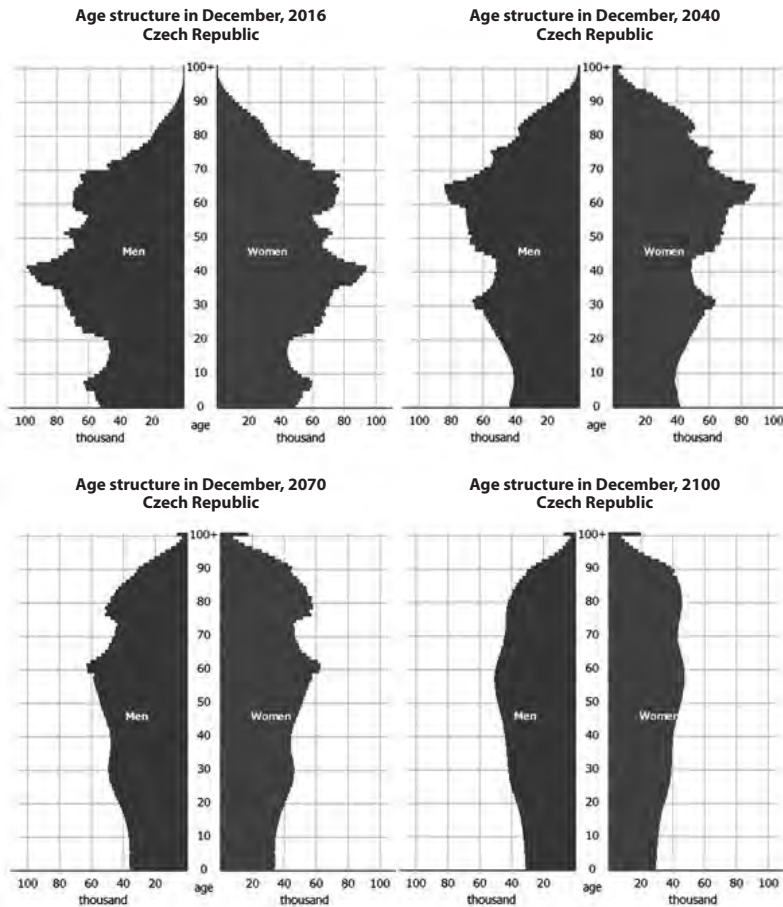 Age structure in December, 2016
Czech Republic
Age structure in December, 2040
Czech Republic
100+
90
80
70
60
50
40
30
20
10
0
Men
Women
100 80 60 40 20
age
20 40 60 80 100
thousand
thousand
100+
90
80
70
60
50
40
30
20
10
0
Men
Women
100 80 60 40 20
age
20 40 60 80 100
thousand
thousand
Age structure in December, 2070
Czech Republic
Age structure in December, 2100
Czech Republic
100+
90
80
70
60
50
40
30
20
10
0
Men
Women
100 80 60 40 20
age
20 40 60 80 100
thousand
thousand
100+
90
80
70
60
50
40
30
20
10
0
Men
Women
100 80 60 40 20
age
20 40 60 80 100
thousand
thousand